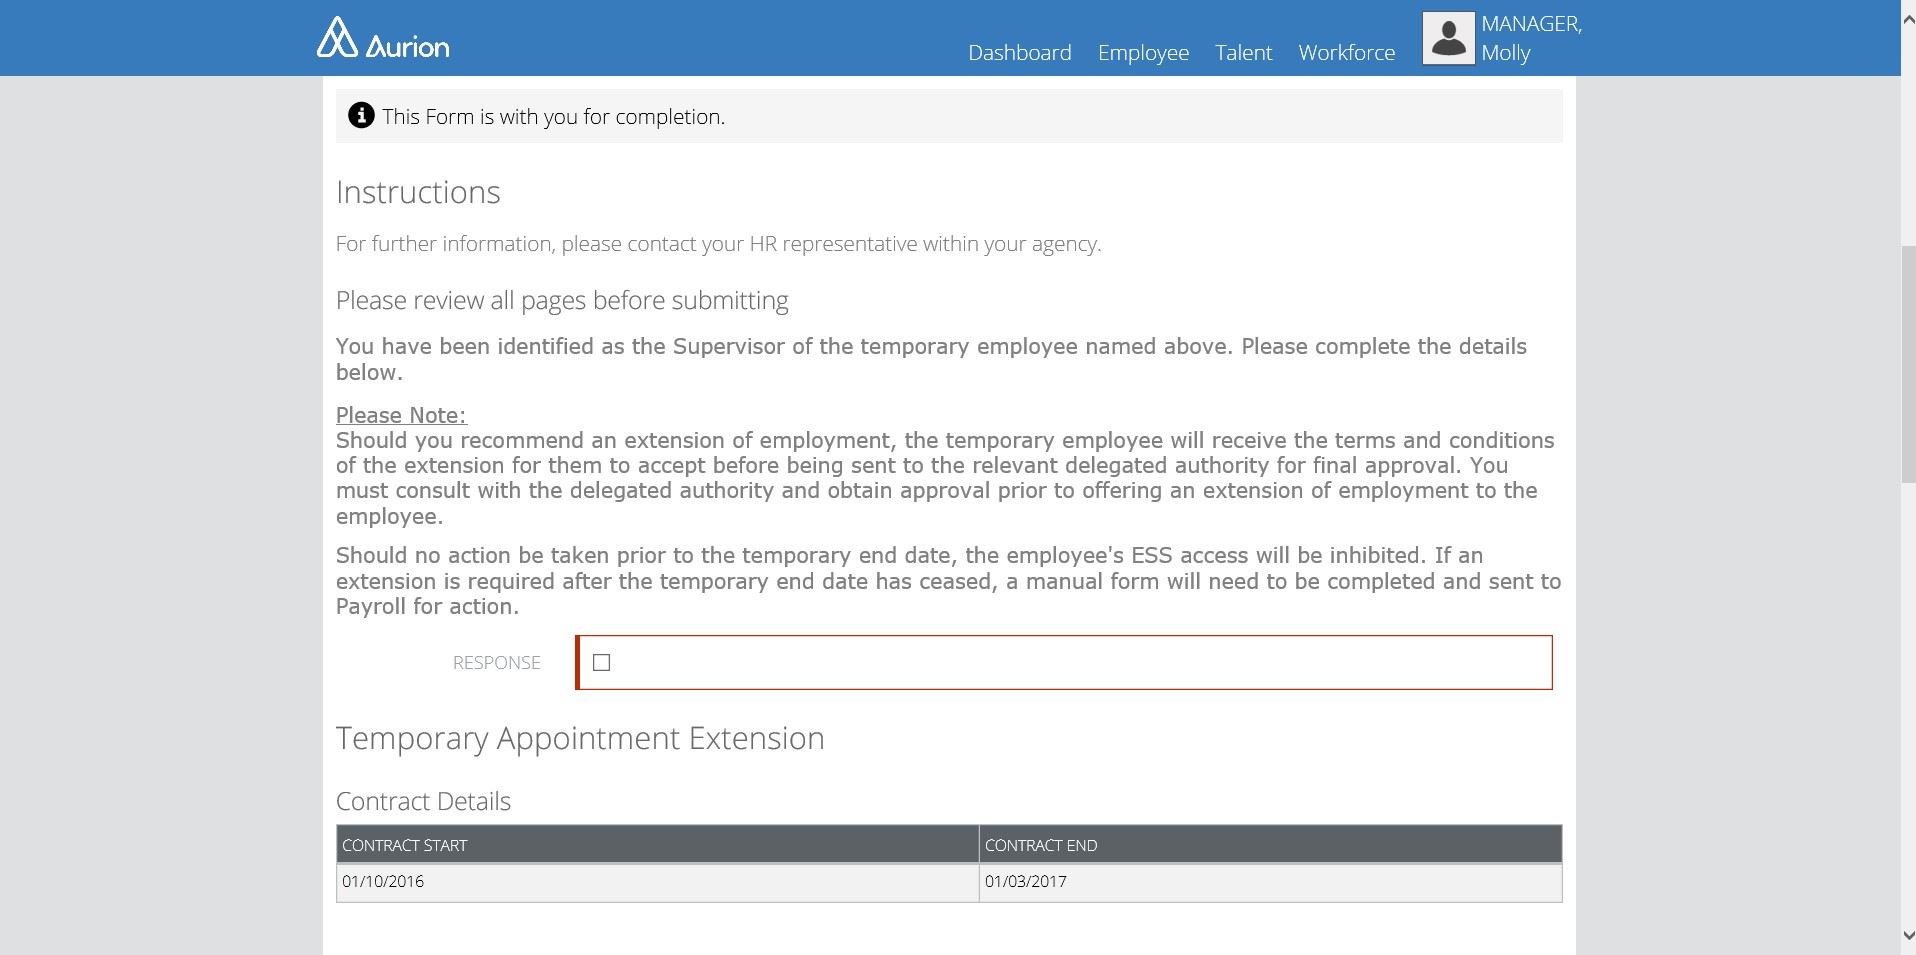 Aurion
Dashboard Employee Talent Workforce
MANAGER,
Molly
This Form is with you for completion.
Instructions
For further information, please contact your HR representative within your agency.
Please review all pages before submitting
You have been identified as the Supervisor of the temporary employee named above. Please complete the details
below.
Please Note:
Should you recommend an extension of employment, the temporary employee will receive the terms and conditions
of the extension for them to accept before being sent to the relevant delegated authority for final approval. You
must consult with the delegated authority and obtain approval prior to offering an extension of employment to the
employee.
Should no action be taken prior to the temporary end date, the employee's ESS access will be inhibited. If an
extension is required after the temporary end date has ceased, a manual form will need to be completed and sent to
Payroll for action.
RESPONSE
Temporary Appointment Extension
Contract Details
CONTRACT START CONTRACT END
01/10/2016 01/03/2017